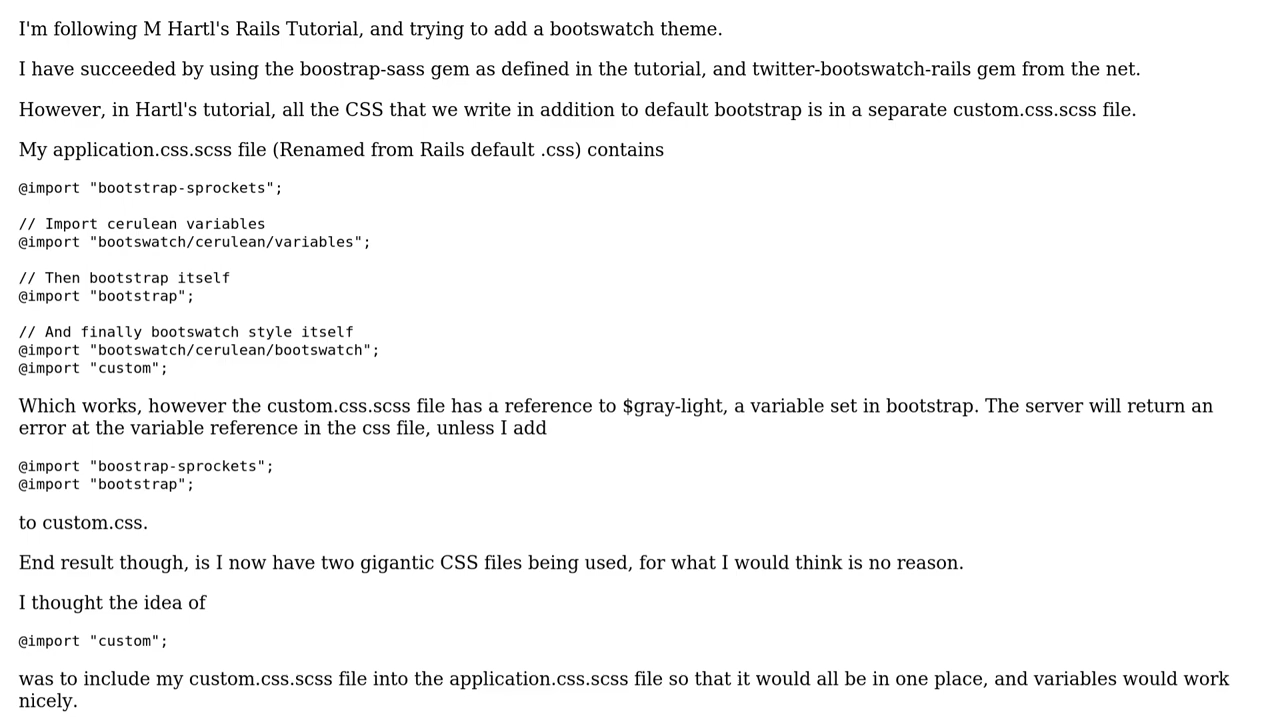 I'm following M Hartl's Rails Tutorial, and trying to add a bootswatch theme.
I have succeeded by using the boostrap-sass gem as defined in the tutorial, and twitter-bootswatch-rails gem from the net.
However, in Hartl's tutorial, all the CSS that we write in addition to default bootstrap is in a separate custom.css.scss file.
My application.css.scss file (Renamed from Rails default .css) contains
@import "bootstrap-sprockets";
// Import cerulean variables
@import "bootswatch/cerulean/variables";
// Then bootstrap itself
@import "bootstrap";
// And finally bootswatch style itself
@import "bootswatch/cerulean/bootswatch";
@import "custom";
Which works, however the custom.css.scss file has a reference to $gray-light, a variable set in bootstrap. The server will return an
error at the variable reference in the css file, unless I add
@import "boostrap-sprockets";
@import "bootstrap";
to custom.css.
End result though, is I now have two gigantic CSS files being used, for what I would think is no reason.
I thought the idea of
@import "custom";
was to include my custom.css.scss file into the application.css.scss file so that it would all be in one place, and variables would work
nicely.